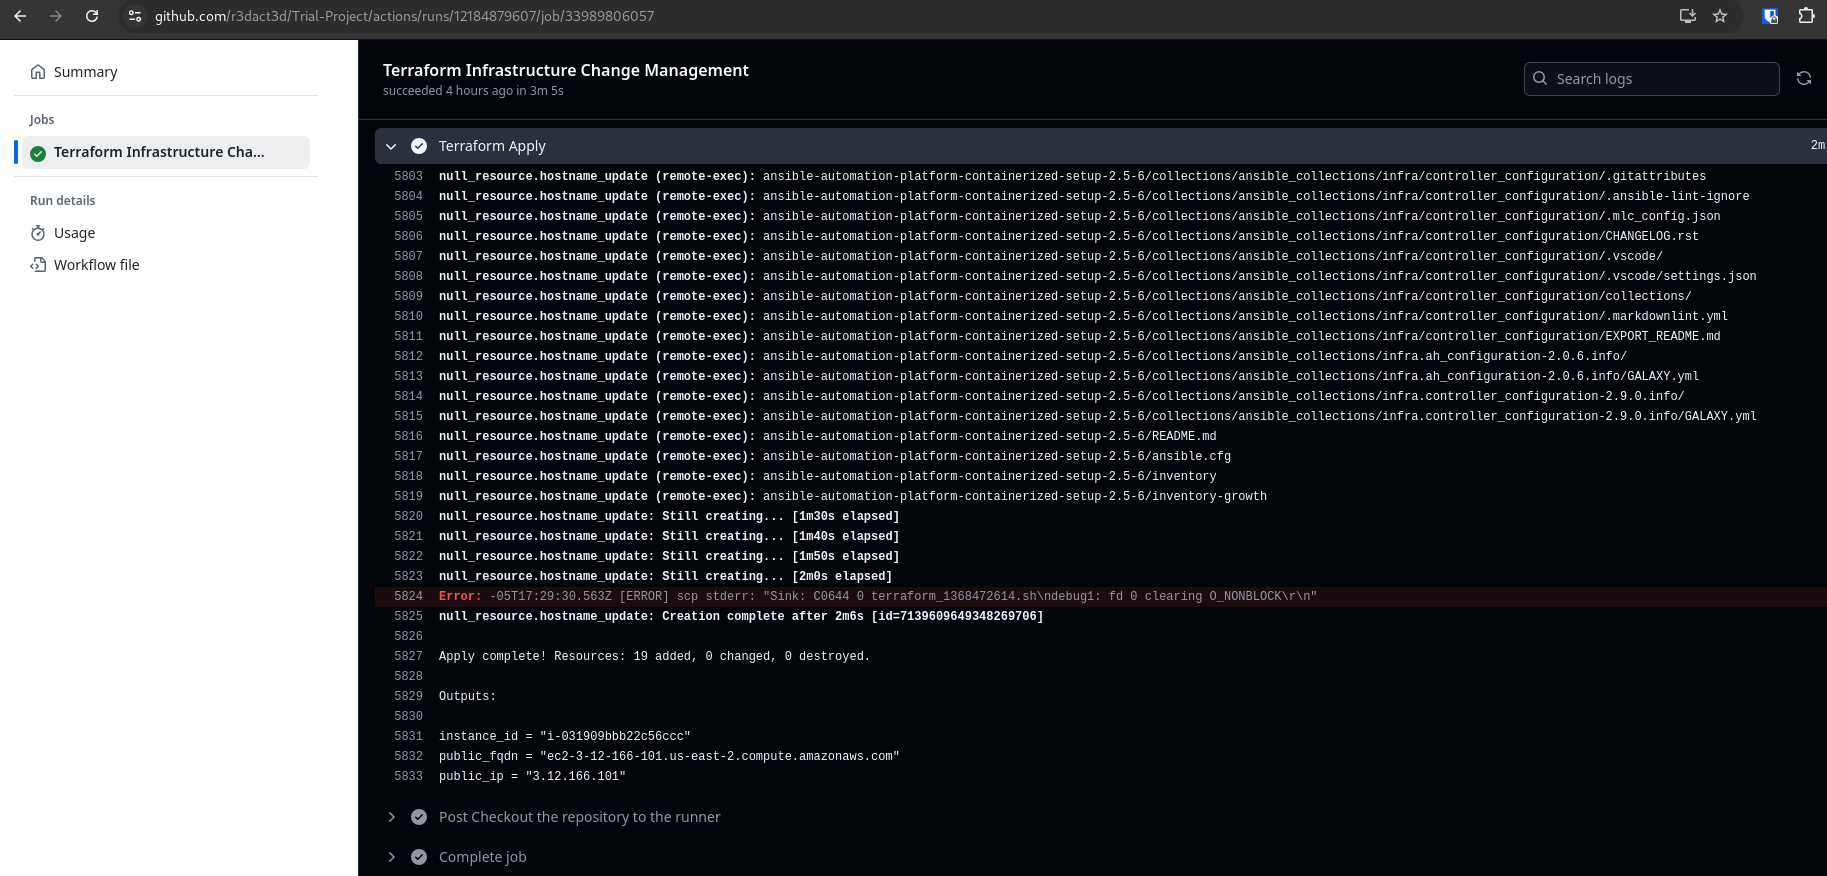 github.com/r3dact3d/Trial-Project/actions/runs/12184879607/job/33989806057
Summary
Jobs
Terraform Infrastructure Cha...
Run details
Usage
Workflow file
Terraform Infrastructure Change Management
succeeded 4 hours ago in 3m 5s
Search logs
Terraform Apply 2m
5803 null_resource.hostname_update (remote-exec): ansible-automation-platform-containerized-setup-2.5-6/collections/ansible_collections/infra/controller_configuration/.gitattributes
5804 null_resource.hostname_update (remote-exec): ansible-automation-platform-containerized-setup-2.5-6/collections/ansible_collections/infra/controller_configuration/.ansible-lint-ignore
5805 null_resource.hostname_update (remote-exec): ansible-automation-platform-containerized-setup-2.5-6/collections/ansible_collections/infra/controller_configuration/.mlc_config.json
5806 null_resource.hostname_update (remote-exec): ansible-automation-platform-containerized-setup-2.5-6/collections/ansible_collections/infra/controller_configuration/CHANGELOG.rst
5807 null_resource.hostname_update (remote-exec): ansible-automation-platform-containerized-setup-2.5-6/collections/ansible_collections/infra/controller_configuration/.vscode/
5808 null_resource.hostname_update (remote-exec): ansible-automation-platform-containerized-setup-2.5-6/collections/ansible_collections/infra/controller_configuration/.vscode/settings.json
5809 null_resource.hostname_update (remote-exec): ansible-automation-platform-containerized-setup-2.5-6/collections/ansible_collections/infra/controller_configuration/collections/
5810 null_resource.hostname_update (remote-exec): ansible-automation-platform-containerized-setup-2.5-6/collections/ansible_collections/infra/controller_configuration/.markdownlint.yml
5811 null_resource.hostname_update (remote-exec): ansible-automation-platform-containerized-setup-2.5-6/collections/ansible_collections/infra/controller_configuration/EXPORT_README.md
5812 null_resource.hostname_update (remote-exec): ansible-automation-platform-containerized-setup-2.5-6/collections/ansible_collections/infra.ah_configuration-2.0.6.info/
5813 null_resource.hostname_update (remote-exec): ansible-automation-platform-containerized-setup-2.5-6/collections/ansible_collections/infra.ah_configuration-2.0.6.info/GALAXY.yml
5814 null_resource.hostname_update (remote-exec): ansible-automation-platform-containerized-setup-2.5-6/collections/ansible_collections/infra.controller_configuration-2.9.0.info/
5815 null_resource.hostname_update (remote-exec): ansible-automation-platform-containerized-setup-2.5-6/collections/ansible_collections/infra.controller_configuration-2.9.0.info/GALAXY.yml
5816 null_resource.hostname_update (remote-exec): ansible-automation-platform-containerized-setup-2.5-6/README.md
5817 null_resource.hostname_update (remote-exec): ansible-automation-platform-containerized-setup-2.5-6/ansible.cfg
5818 null_resource.hostname_update (remote-exec): ansible-automation-platform-containerized-setup-2.5-6/inventory
5819 null_resource.hostname_update (remote-exec): ansible-automation-platform-containerized-setup-2.5-6/inventory-growth
5820 null_resource.hostname_update: Still creating... [1m30s elapsed]
5821 null_resource.hostname_update: Still creating... [1m40s elapsed]
5822 null_resource.hostname_update: Still creating... [1m50s elapsed]
5823 null_resource.hostname_update: Still creating... [2m0s elapsed]
5824 Error: -05T17:29:30.563Z [ERROR] scp stderr: "Sink: C0644 0 terraform_1368472614.sh\ndebug1: fd 0 clearing O_NONBLOCK\r\n"
5825 null_resource.hostname_update: Creation complete after 2m6s [id=7139609649348269706]
5826
5827 Apply complete! Resources: 19 added, 0 changed, 0 destroyed.
5828
5829 Outputs:
5830
5831 instance_id = "i-031909bbb22c56ccc"
5832 public_fqdn = "ec2-3-12-166-101.us-east-2.compute.amazonaws.com"
5833 public_ip = "3.12.166.101"
Post Checkout the repository to the runner
Complete job